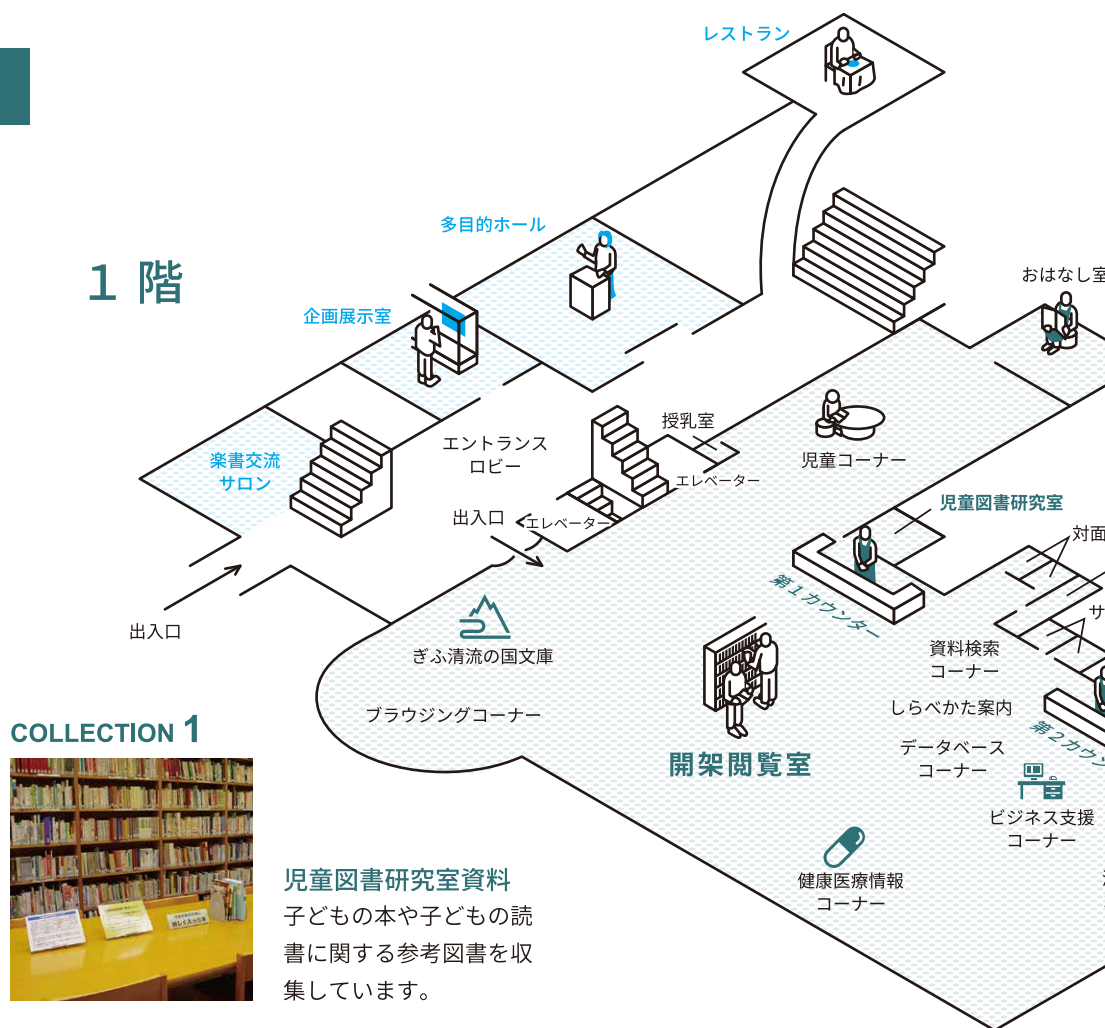 レストラン
多目的ホール
1 階
おはなし室
企画展示室
授乳室
エントランス
ロビー
児童コーナー
楽書交流
サロン
エレベーター
児童図書研究室
出入口
エレベーター
対面
第1カウンター
サ
出入口
ぎふ清流の国文庫
資料検索
コーナー
しらべかた案内
ブラウジングコーナー
第2カウン
COLLECTION 1
データベース
コーナー
開架閲覧室
ビジネス支援
コーナー
健康医療情報
コーナー
児童図書研究室資料
子どもの本や子どもの読
書に関する参考図書を収
集しています。